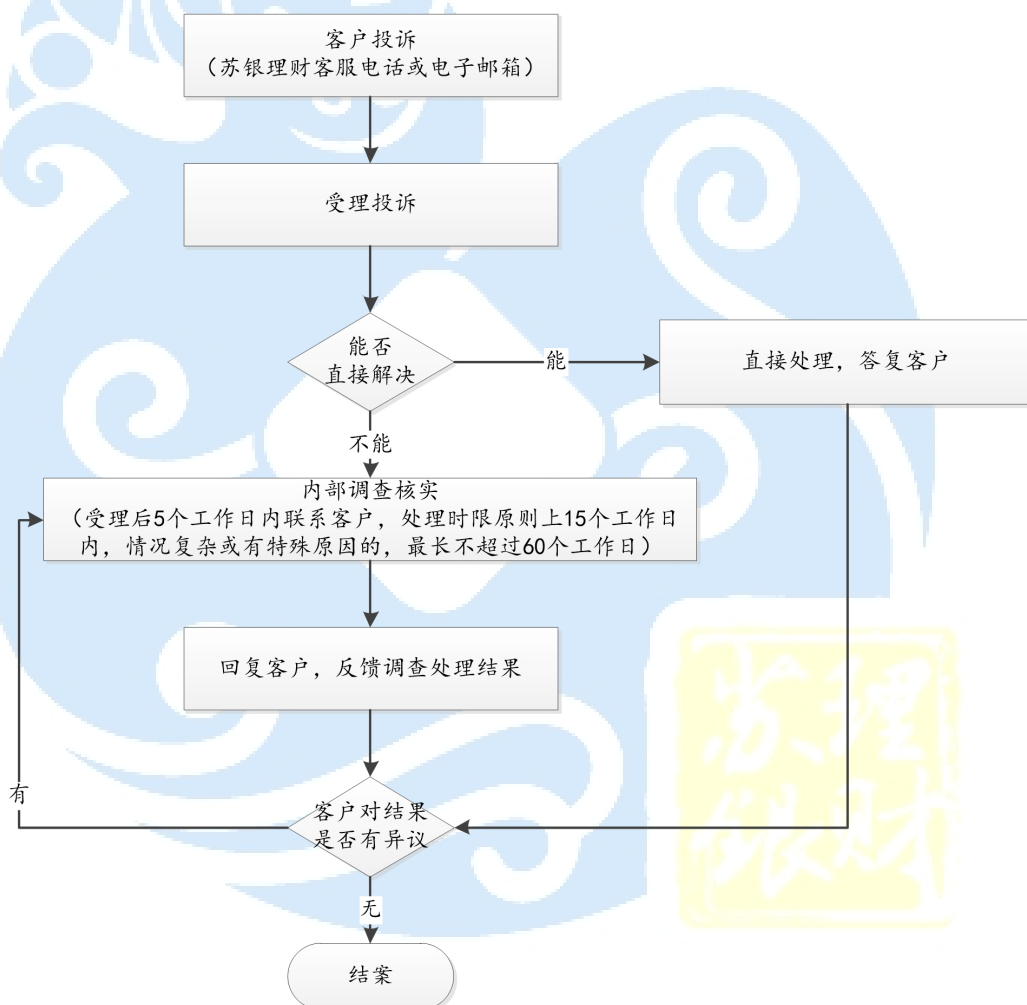 客户投诉
（苏银理财客服电话或电子邮箱）
受理投诉
能否
直接解决
能
直接处理，答复客户
不能
内部调查核实
（受理后5个工作日内联系客户，处理时限原则上15个工作日
内，情况复杂或有特殊原因的，最长不超过60个工作日）
回复客户，反馈调查处理结果
有
客户对结果
是否有异议
无
结案
苏理
银财